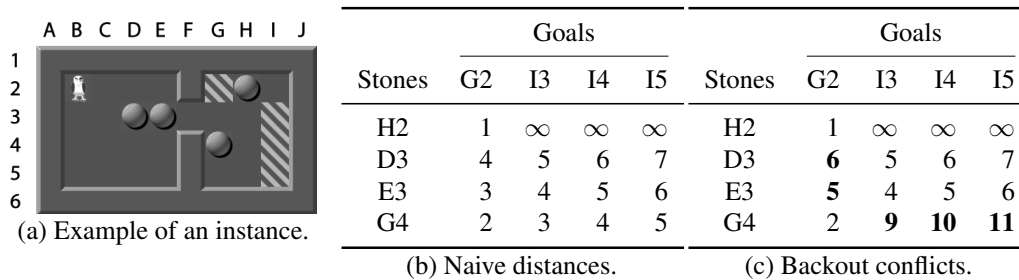 A B C D E F G H I J
1
2
3
4
5
6
(a) Example of an instance.
Goals
Stones G2 I3 I4 I5
H2 1 ∞ ∞ ∞
D3 4 5 6 7
E3 3 4 5 6
G4 2 3 4 5
(b) Naive distances.
Goals
Stones G2 I3 I4 I5
H2 1 ∞ ∞ ∞
D3 6 5 6 7
E3 5 4 5 6
G4 2 9 10 11
(c) Backout conflicts.